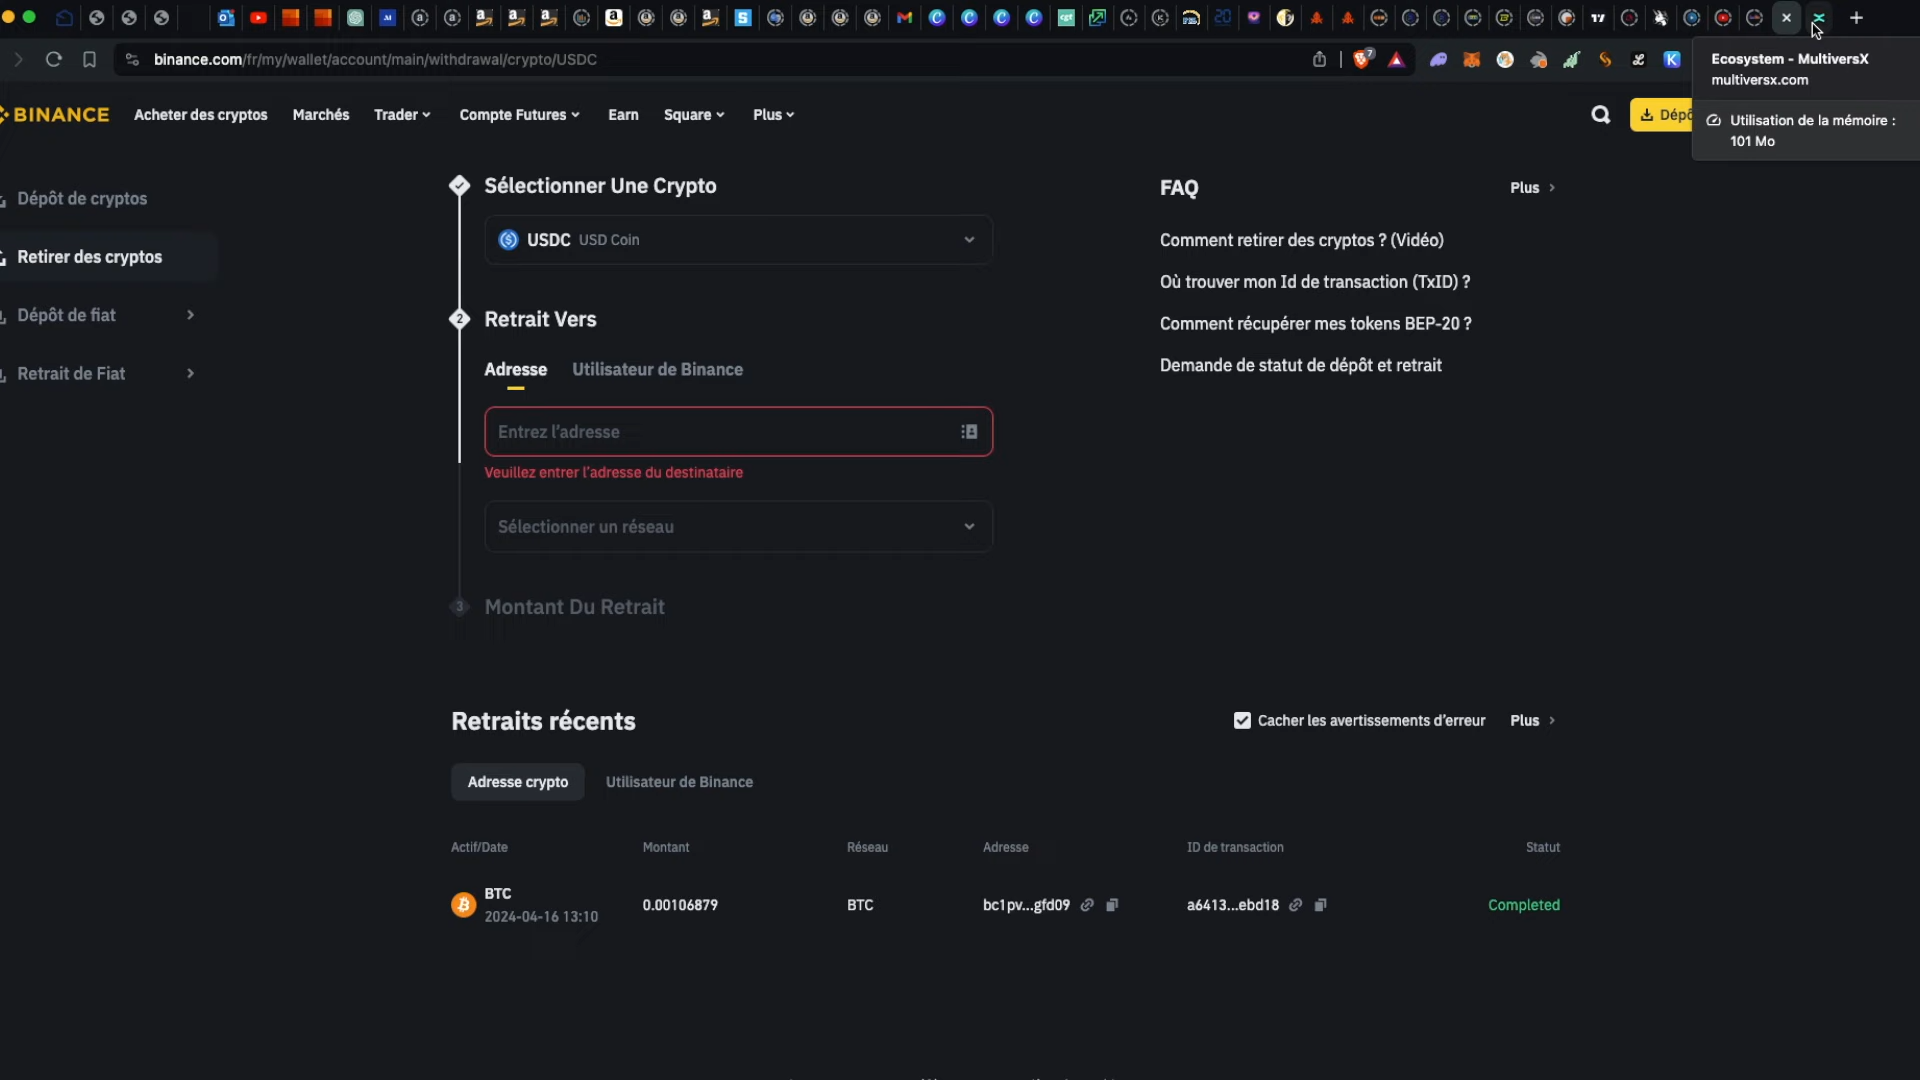 binance.com/fr/my/wallet/account/main/withdrawal/crypto/USDC
7
Ecosystem - MultiversX
multiversx.com
Utilisation de la mémoire :
101 Mo
BINANCE
Acheter des cryptos
Marchés
Trader
Compte Futures
Earn
Square
Plus
Dépô
Dépôt de cryptos
Retirer des cryptos
Dépôt de fiat
Retrait de Fiat
Sélectionner Une Crypto
USDC USD Coin
2
Retrait Vers
Adresse
Utilisateur de Binance
Entrez l'adresse
Veuillez entrer l'adresse du destinataire
Sélectionner un réseau
3
Montant Du Retrait
FAQ
Plus
Comment retirer des cryptos ? (Vidéo)
Où trouver mon Id de transaction (TxID) ?
Comment récupérer mes tokens BEP-20 ?
Demande de statut de dépôt et retrait
Retraits récents
Cacher les avertissements d'erreur
Plus
Adresse crypto
Utilisateur de Binance
Actif/Date
Montant
Réseau
Adresse
ID de transaction
Statut
BTC
2024-04-16 13:10
0.00106879
BTC
bc1pv...gfd09
a6413...ebd18
Completed